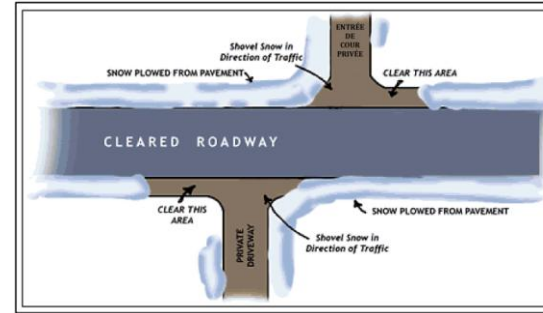 ENTRÉE
DE
COUR
PRIVÉE
Shovel Snow in
Direction of Traffic
SNOW PLOWED FROM PAVEMENT
CLEAR THIS AREA
CLEARED ROADWAY
CLEAR THIS
AREA
SNOW PLOWED FROM PAVEMENT
PRIVATE
DRIVEWAY
Shovel Snow in
Direction of Traffic